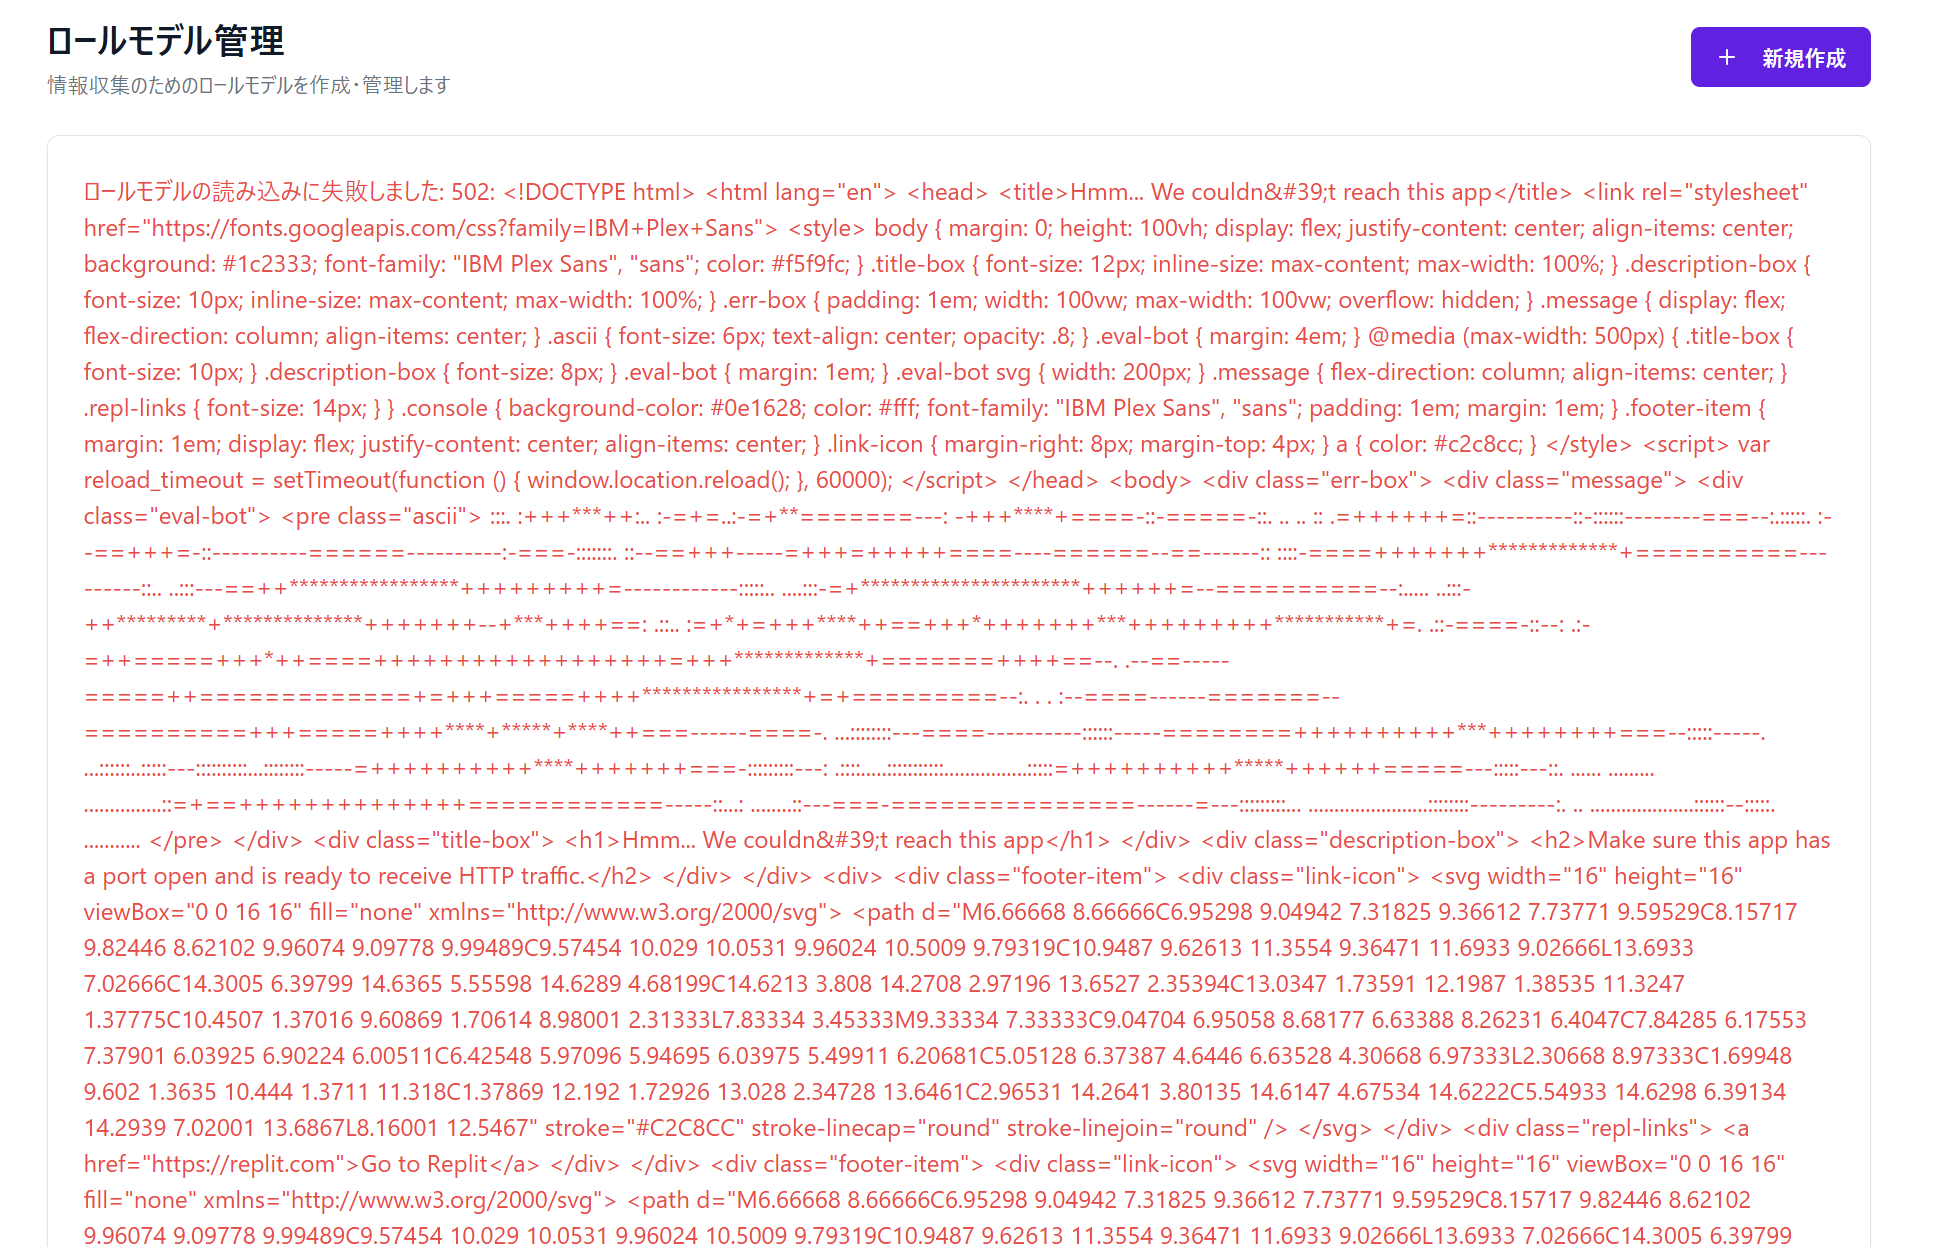 ロールモデル管理
情報収集のためのロールモデルを作成・管理します
+ 新規作成
ロールモデルの読み込みに失敗しました: 502: <!DOCTYPE html> <html lang="en"> <head> <title>Hmm... We couldn&#39;t reach this app</title> <link rel="stylesheet"
href="https://fonts.googleapis.com/css?family=IBM+Plex+Sans"> <style> body { margin: 0; height: 100vh; display: flex; justify-content: center; align-items: center;
background: #1c2333; font-family: "IBM Plex Sans", "sans"; color: #f5f9fc; } .title-box { font-size: 12px; inline-size: max-content; max-width: 100%; } .description-box {
font-size: 10px; inline-size: max-content; max-width: 100%; } .err-box { padding: 1em; width: 100vw; max-width: 100vw; overflow: hidden; } .message { display: flex;
flex-direction: column; align-items: center; } .ascii { font-size: 6px; text-align: center; opacity: .8; } .eval-bot { margin: 4em; } @media (max-width: 500px) { .title-box {
font-size: 10px; } .description-box { font-size: 8px; } .eval-bot { margin: 1em; } .eval-bot svg { width: 200px; } .message { flex-direction: column; align-items: center; }
.repl-links { font-size: 14px; } } .console { background-color: #0e1628; color: #fff; font-family: "IBM Plex Sans", "sans"; padding: 1em; margin: 1em; } .footer-item {
margin: 1em; display: flex; justify-content: center; align-items: center; } .link-icon { margin-right: 8px; margin-top: 4px; } a { color: #c2c8cc; } </style> <script> var
reload_timeout = setTimeout(function () { window.location.reload(); }, 60000); </script> </head> <body> <div class="err-box"> <div class="message"> <div
class="eval-bot"> <pre class="ascii">
</pre> </div> <div class="title-box"> <h1>Hmm... We couldn&#39;t reach this app</h1> </div> <div class="description-box"> <h2>Make sure this app has
a port open and is ready to receive HTTP traffic.</h2> </div> </div> <div> <div class="footer-item"> <div class="link-icon"> <svg width="16" height="16"
viewBox="0 0 16 16" fill="none" xmlns="http://www.w3.org/2000/svg"> <path d="M6.66668 8.66666C6.95298 9.04942 7.31825 9.36612 7.73771 9.59529C8.15717
9.82446 8.62102 9.96074 9.09778 9.99489C9.57454 10.029 10.0531 9.96024 10.5009 9.79319C10.9487 9.62613 11.3554 9.36471 11.6933 9.02666L13.6933
7.02666C14.3005 6.39799 14.6365 5.55598 14.6289 4.68199C14.6213 3.808 14.2708 2.97196 13.6527 2.35394C13.0347 1.73591 12.1987 1.38535 11.3247
1.37775C10.4507 1.37016 9.60869 1.70614 8.98001 2.31333L7.83334 3.45333M9.33334 7.33333C9.04704 6.95058 8.68177 6.63388 8.26231 6.4047C7.84285 6.17553
7.37901 6.03925 6.90224 6.00511C6.42548 5.97096 5.94695 6.03975 5.49911 6.20681C5.05128 6.37387 4.6446 6.63528 4.30668 6.97333L2.30668 8.97333C1.69948
9.602 1.3635 10.444 1.3711 11.318C1.37869 12.192 1.72926 13.028 2.34728 13.6461C2.96531 14.2641 3.80135 14.6147 4.67534 14.6222C5.54933 14.6298 6.39134
14.2939 7.02001 13.6867L8.16001 12.5467" stroke="#C2C8CC" stroke-linecap="round" stroke-linejoin="round" /> </svg> </div> <div class="repl-links"> <a
href="https://replit.com">Go to Replit</a> </div> </div> <div class="footer-item"> <div class="link-icon"> <svg width="16" height="16" viewBox="0 0 16 16"
fill="none" xmlns="http://www.w3.org/2000/svg"> <path d="M6.66668 8.66666C6.95298 9.04942 7.31825 9.36612 7.73771 9.59529C8.15717 9.82446 8.62102
9.96074 9.09778 9.99489C9.57454 10.029 10.0531 9.96024 10.5009 9.79319C10.9487 9.62613 11.3554 9.36471 11.6933 9.02666L13.6933 7.02666C14.3005 6.39799